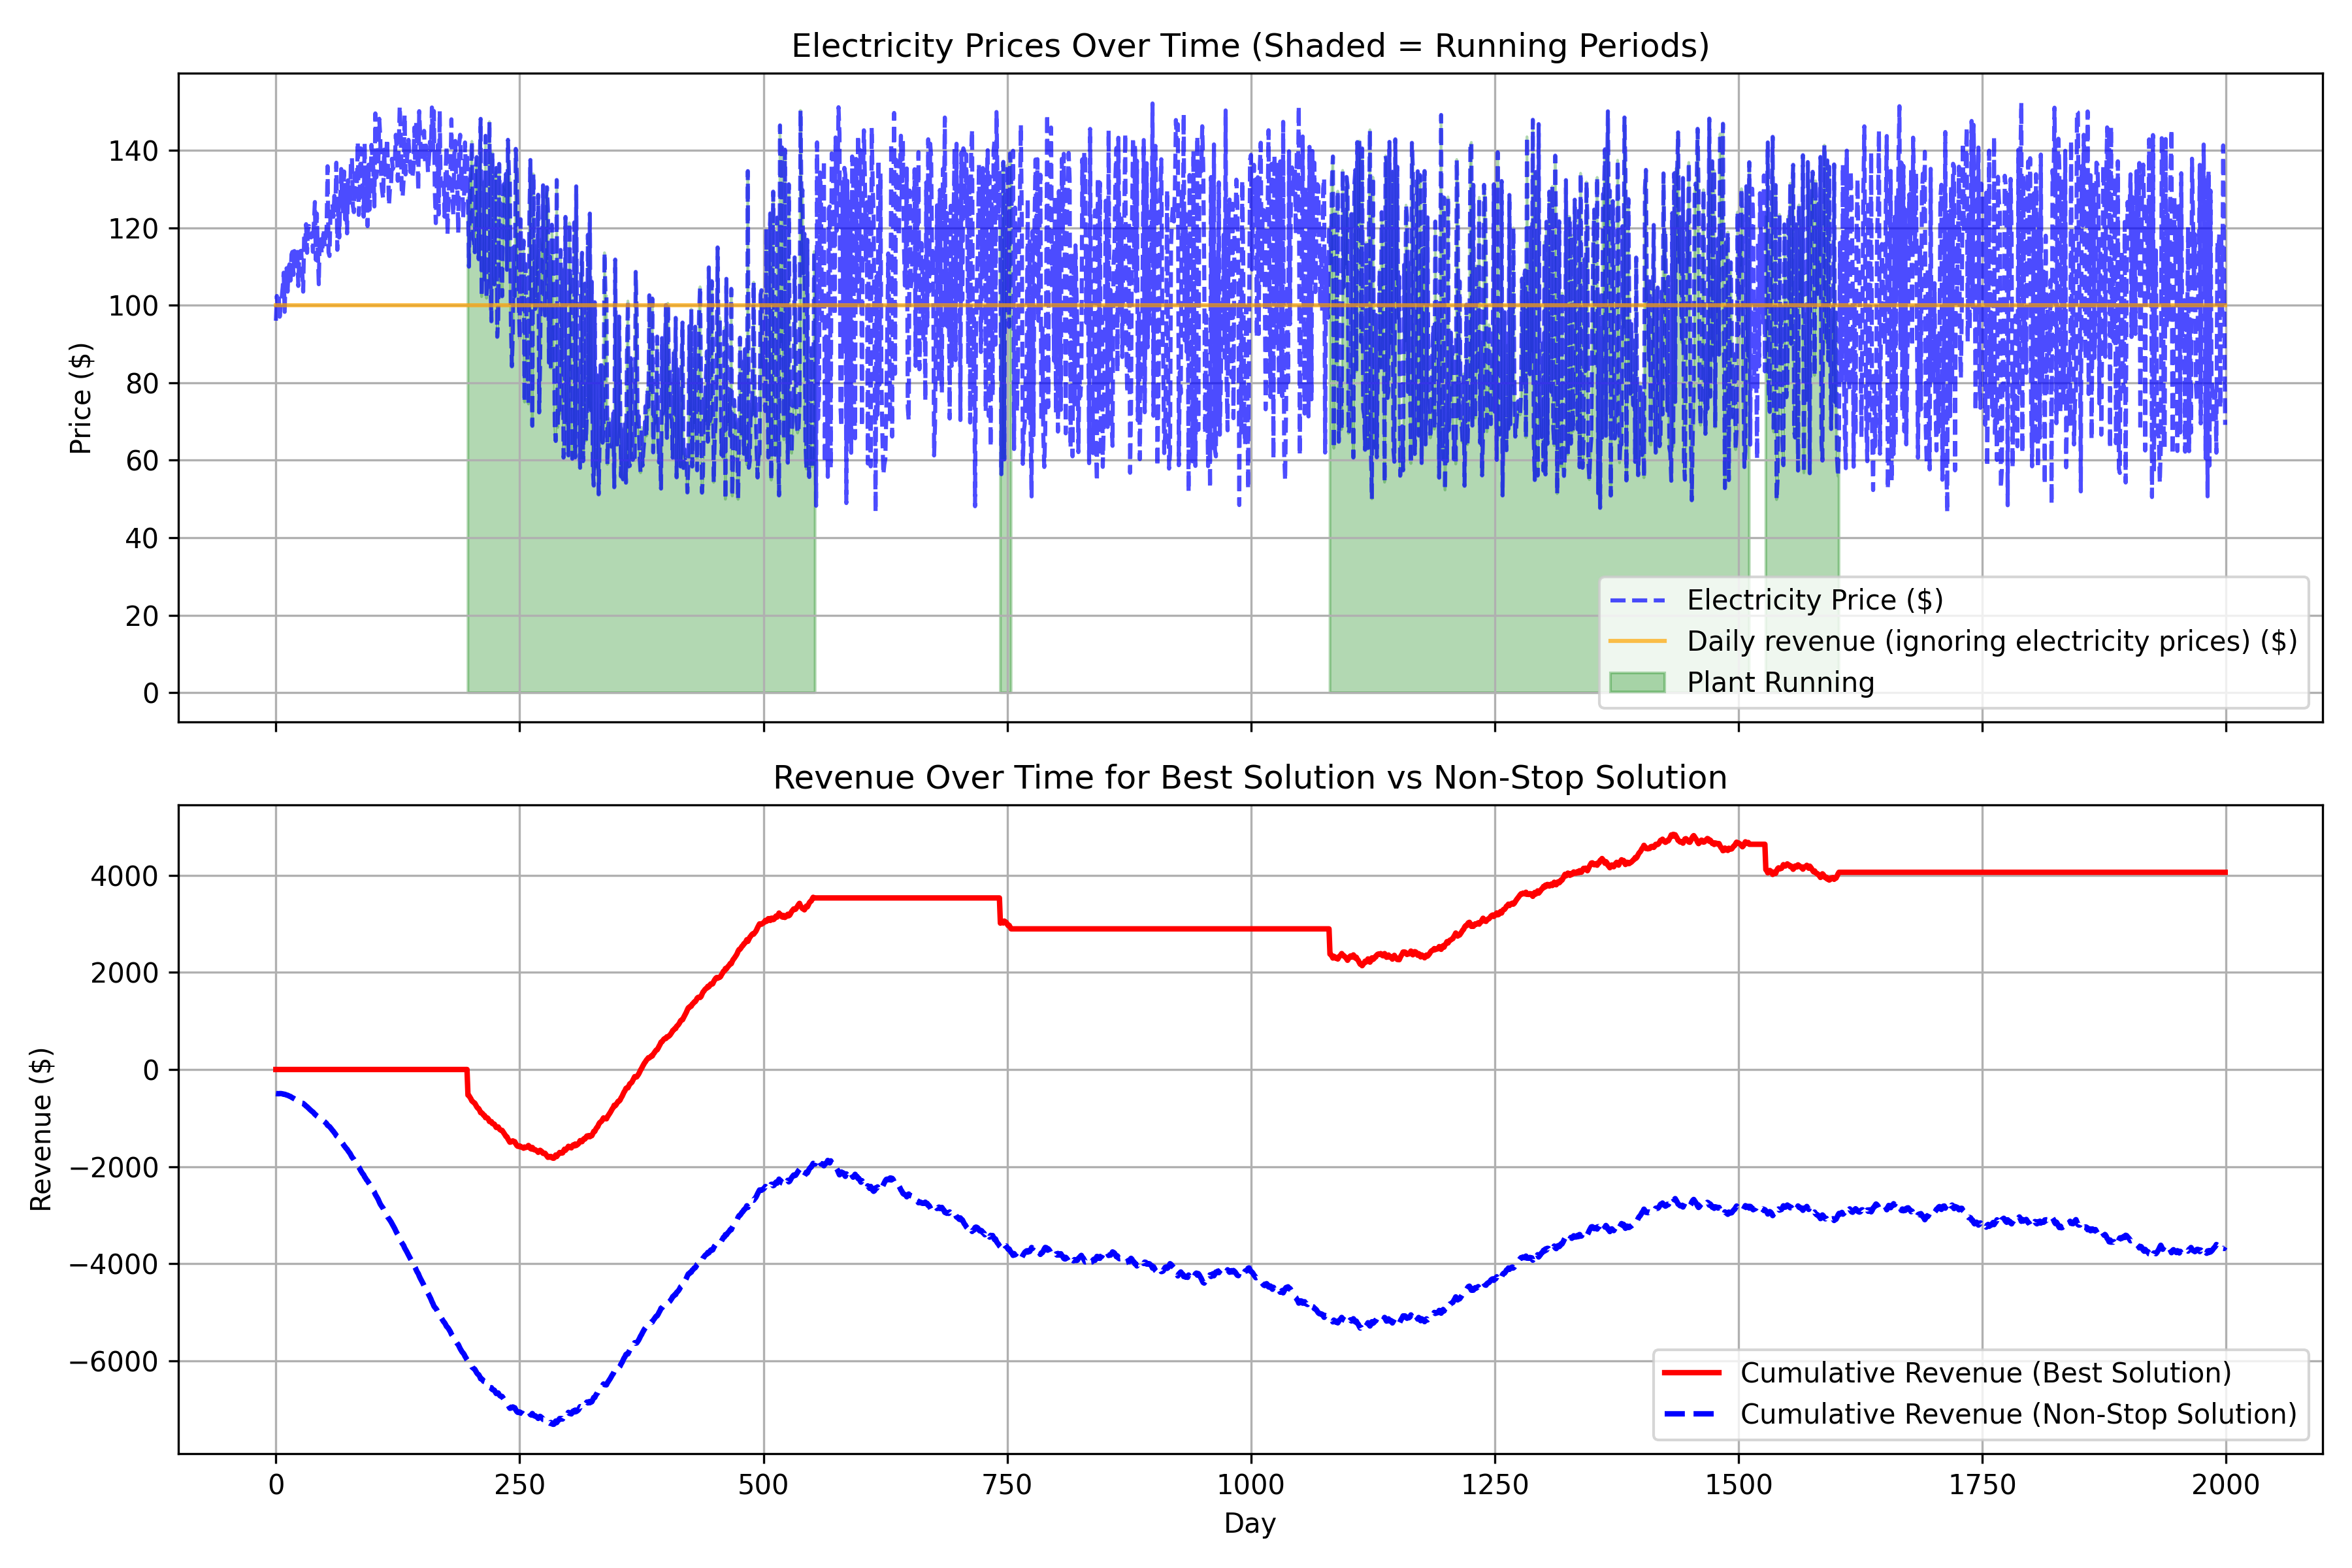 Electricity Prices Over Time (Shaded = Running Periods)
Price ($)
140
120
100
80
60
40
20
0
Electricity Price ($)
Daily revenue (ignoring electricity prices) ($)
Plant Running
Revenue Over Time for Best Solution vs Non-Stop Solution
Revenue ($)
4000
2000
0
−2000
−4000
−6000
Cumulative Revenue (Best Solution)
Cumulative Revenue (Non-Stop Solution)
0 250 500 750 1000 1250 1500 1750 2000
Day